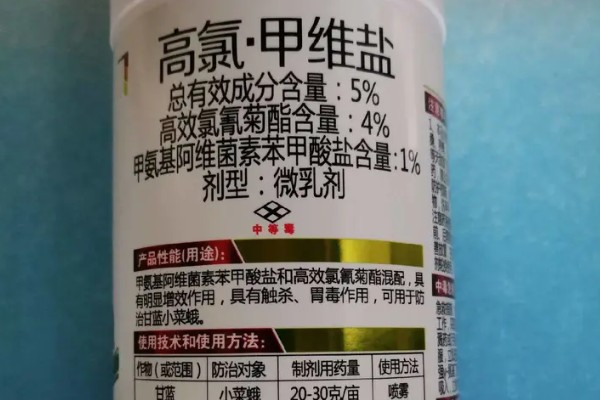 高氯·甲维盐
总有效成分含量：5%
高效氯氰菊酯含量：4%
甲氨基阿维菌素苯甲酸盐含量：1%
剂型：微乳剂
中等毒
产品性能(用途)：
甲氨基阿维菌素苯甲酸盐和高效氯氰菊酯混配，具
有明显增效作用，具有触杀、胃毒作用，可用于防
治甘蓝小菜蛾。
使用技术和使用方法：
作物（或范围） 防治对象 制剂用药量 使用方法
甘蓝 小菜蛾 20-30克/亩 喷雾